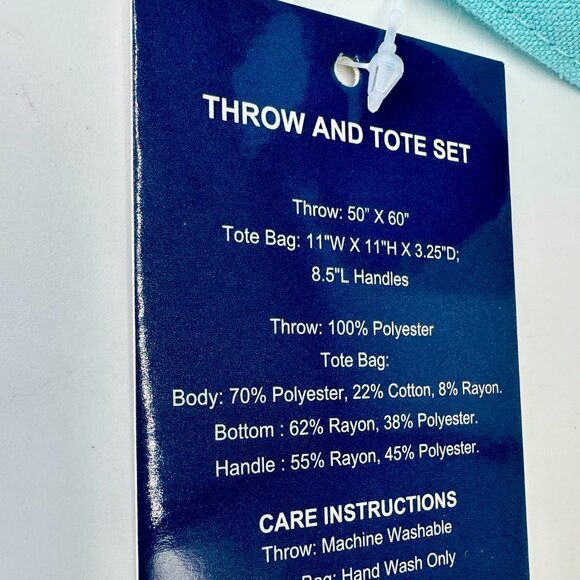 THROW AND TOTE SET
Throw: 50" X 60"
Tote Bag: 11"W X 11"H X 3.25"D;
8.5"L Handles
Throw: 100% Polyester
Tote Bag:
Body: 70% Polyester, 22% Cotton, 8% Rayon.
Bottom : 62% Rayon, 38% Polyester.
Handle : 55% Rayon, 45% Polyester.
CARE INSTRUCTIONS
Throw: Machine Washable
Bag: Hand Wash Only